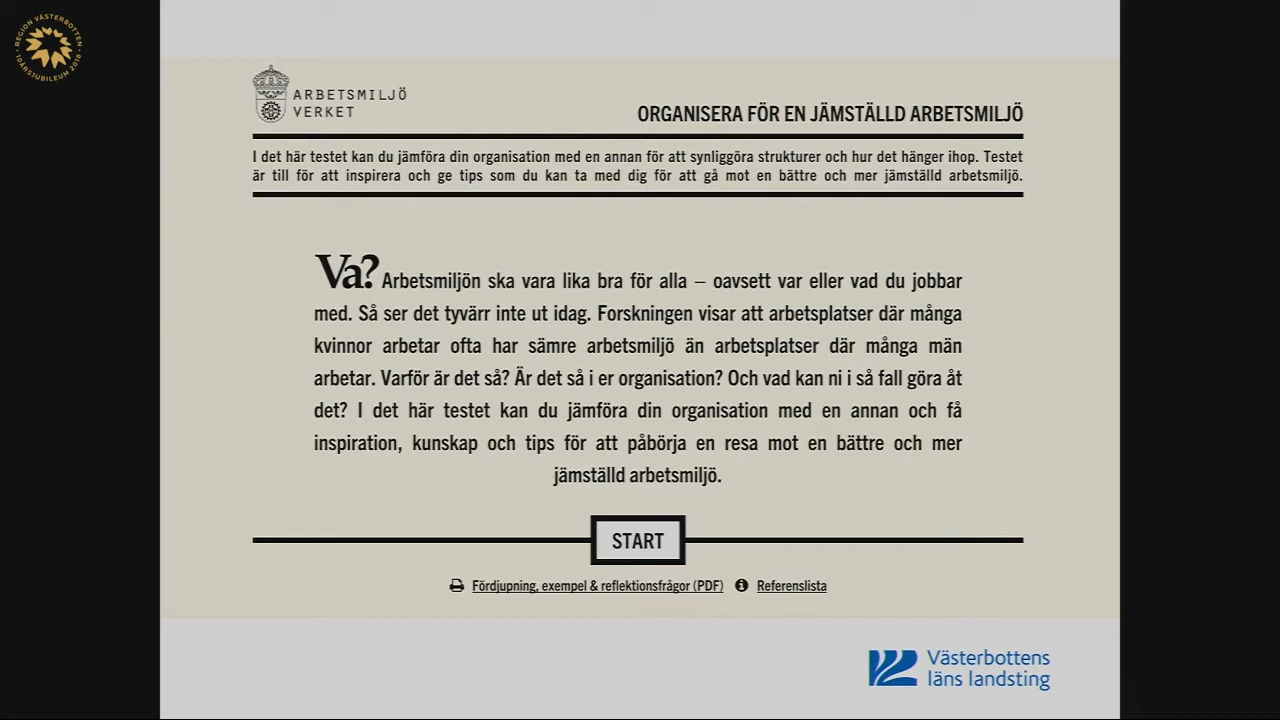 REGION VÄSTERBOTTEN
10ÅRSJUBILEUM 2018
ARBETSMILJÖ
VERKET
ORGANISERA FÖR EN JÄMSTÄLLD ARBETSMILJÖ
I det här testet kan du jämföra din organisation med en annan för att synliggöra strukturer och hur det hänger ihop. Testet
är till för att inspirera och ge tips som du kan ta med dig för att gå mot en bättre och mer jämställd arbetsmiljö.
Va? Arbetsmiljön ska vara lika bra för alla – oavsett var eller vad du jobbar
med. Så ser det tyvärr inte ut idag. Forskningen visar att arbetsplatser där många
kvinnor arbetar ofta har sämre arbetsmiljö än arbetsplatser där många män
arbetar. Varför är det så? Är det så i er organisation? Och vad kan ni i så fall göra åt
det? I det här testet kan du jämföra din organisation med en annan och få
inspiration, kunskap och tips för att påbörja en resa mot en bättre och mer
jämställd arbetsmiljö.
START
Fördjupning, exempel & reflektionsfrågor (PDF) Referenslista
Västerbottens
läns landsting